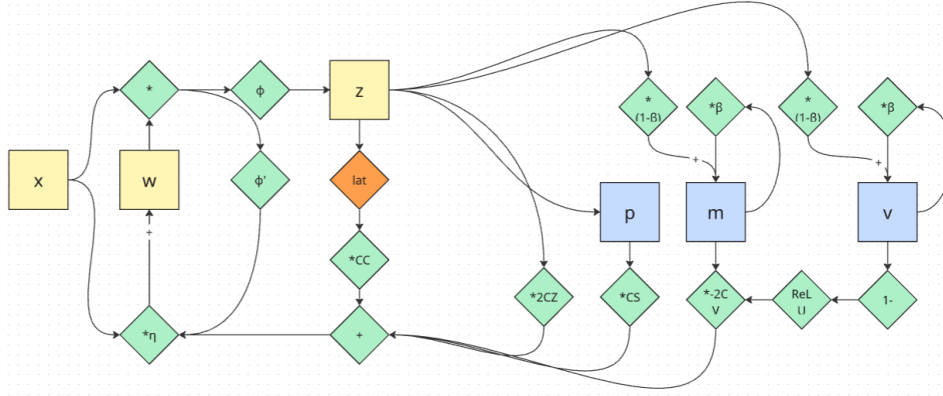 *
ϕ
z
*
(1-β)
*β
*
(1-β)
*β
+
+
x
w
ϕ'
lat
p
m
v
+
*CC
*2CZ
*CS
*-2C
V
ReL
U
1-
*η
+